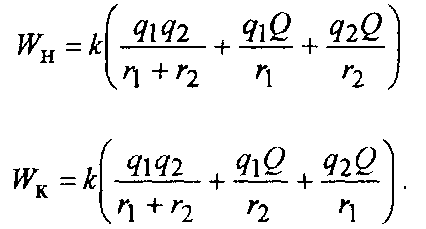 W_н = k(q₁q₂/(r₁ + r₂) + q₁Q/r₁ + q₂Q/r₂)
W_к = k(q₁q₂/(r₁ + r₂) + q₁Q/r₂ + q₂Q/r₁).